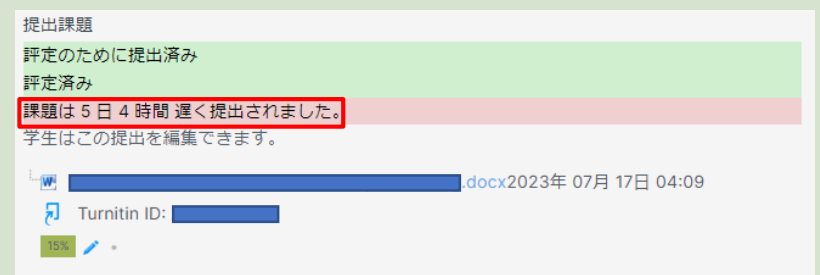 提出課題
評定のために提出済み
評定済み
課題は 5 日 4 時間 遅く提出されました。
学生はこの提出を編集できます。
.docx2023年 07月 17日 04:09
Turnitin ID:
15%